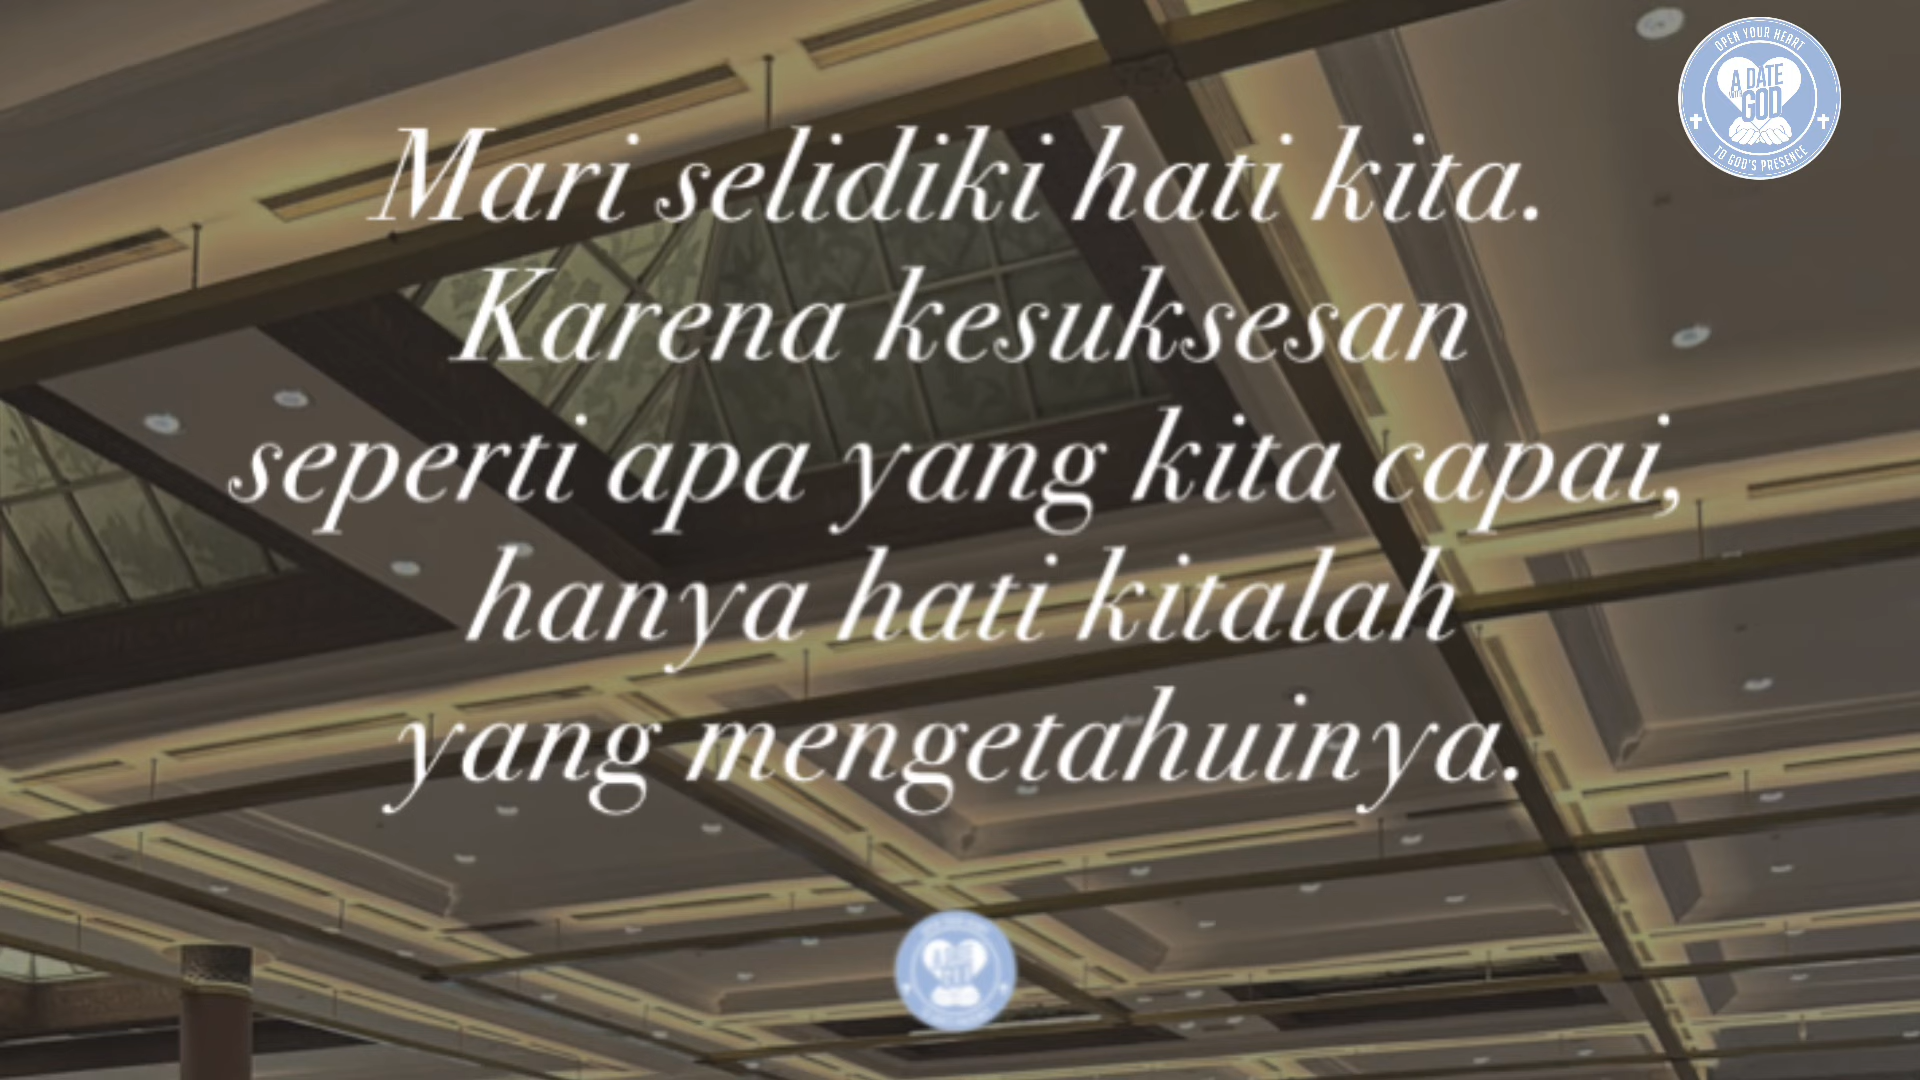 OPEN YOUR HEART
A DATE
WITH
GOD
TO GOD'S PRESENCE
Mari selidiki hati kita.
Karena kesuksesan
seperti apa yang kita capai,
hanya hati kitalah
yang mengetahuinya.